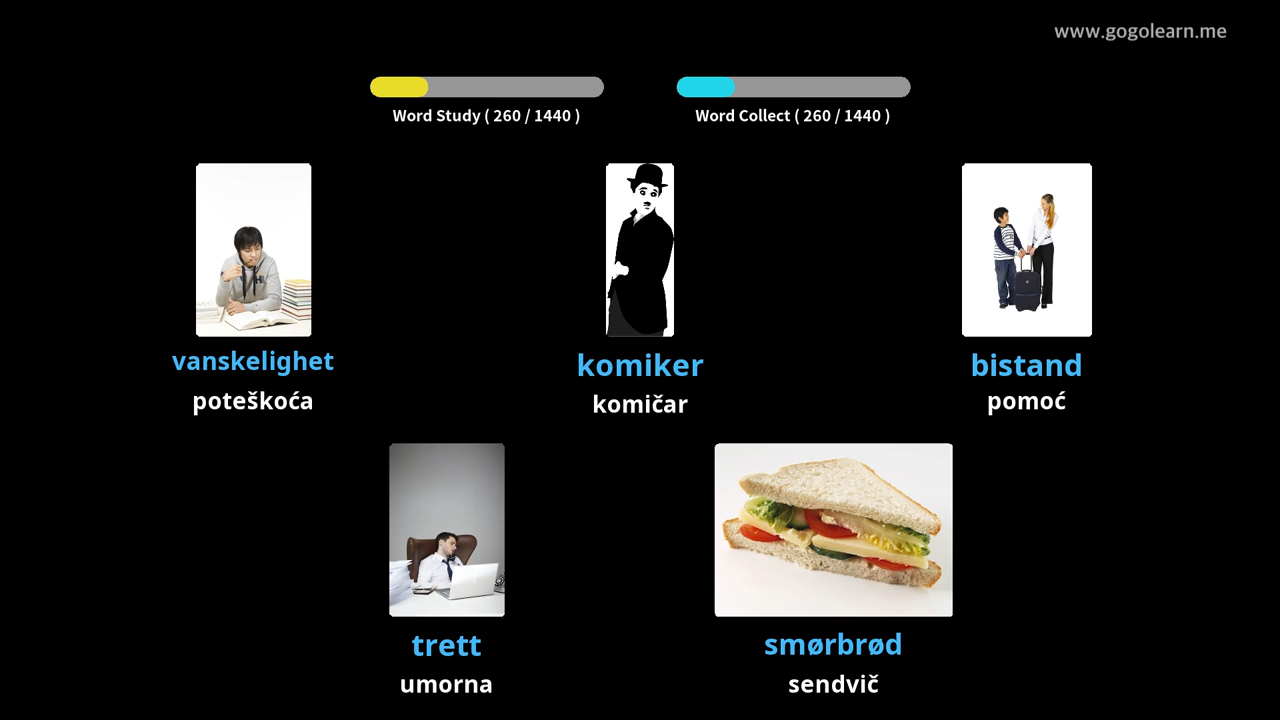 www.gogolearn.me
Word Study ( 260 / 1440 )
Word Collect ( 260 / 1440 )
vanskelighet
poteškoća
komiker
komičar
bistand
pomoć
trett
umorna
smørbrød
sendvič